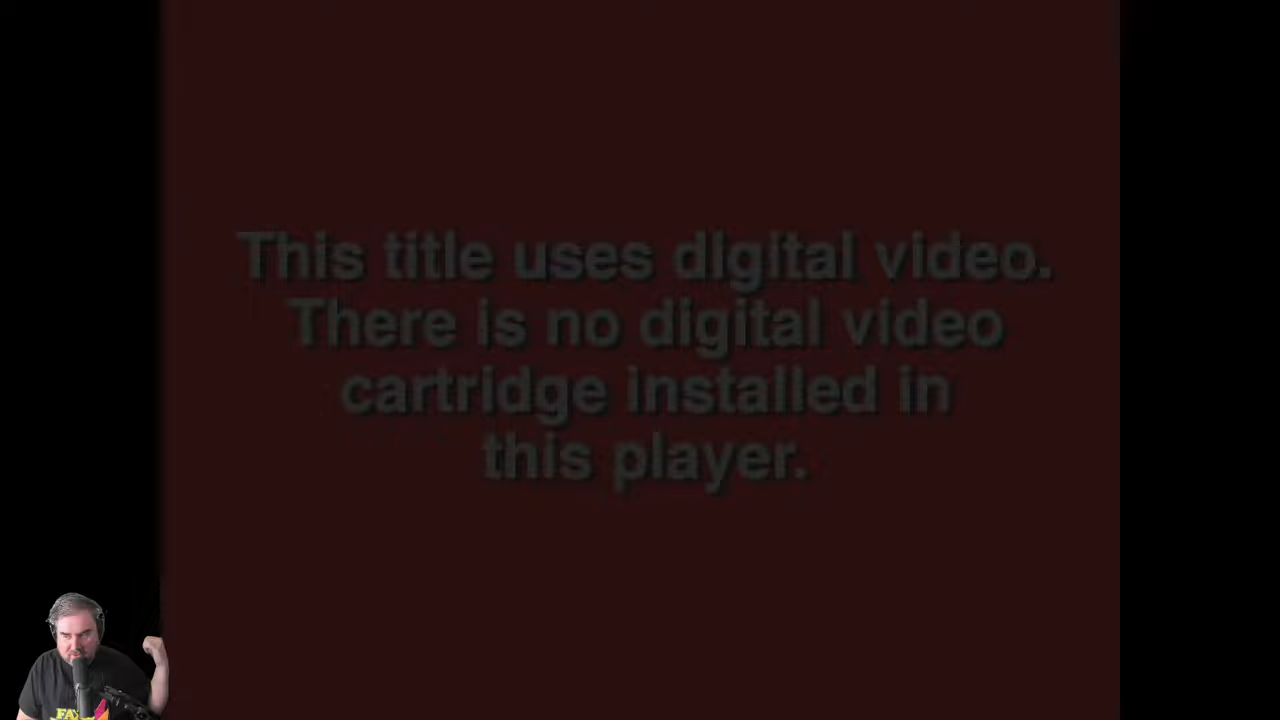 This title uses digital video.
There is no digital video
cartridge installed in
this player.